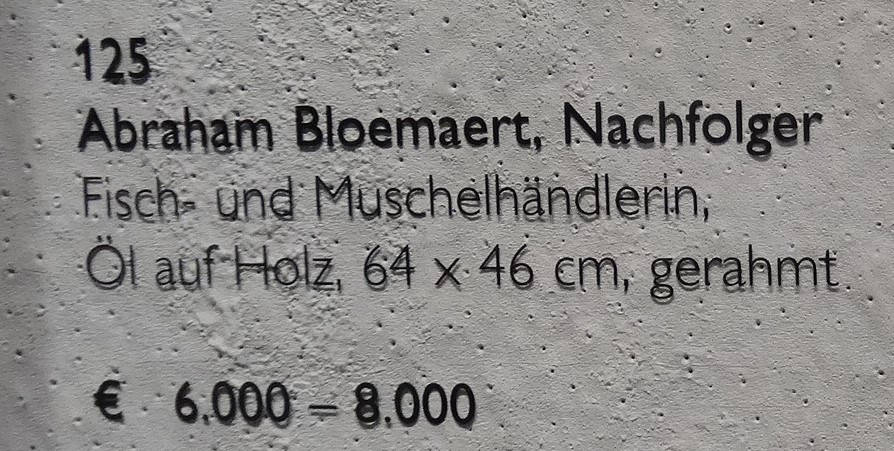 125
Abraham Bloemaert, Nachfolger
Fisch- und Muschelhändlerin,
Öl auf Holz, 64 x 46 cm, gerahmt.
€ 6.000 – 8.000